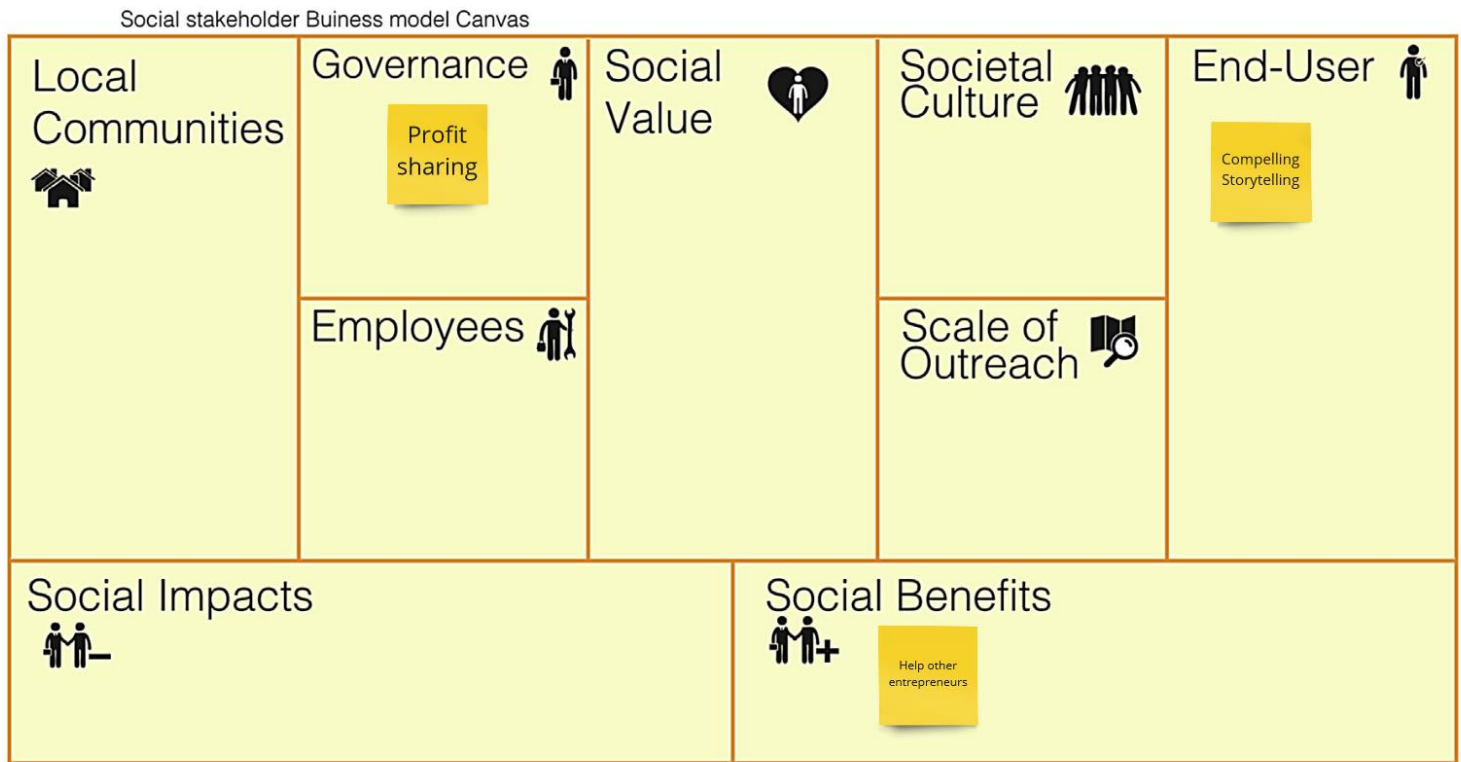 Social stakeholder Buiness model Canvas
Local
Communities
Governance
Profit
sharing
Employees
Social
Value
Societal
Culture
Scale of
Outreach
End-User
Compelling
Storytelling
Social Impacts
Social Benefits
Help other
entrepreneurs